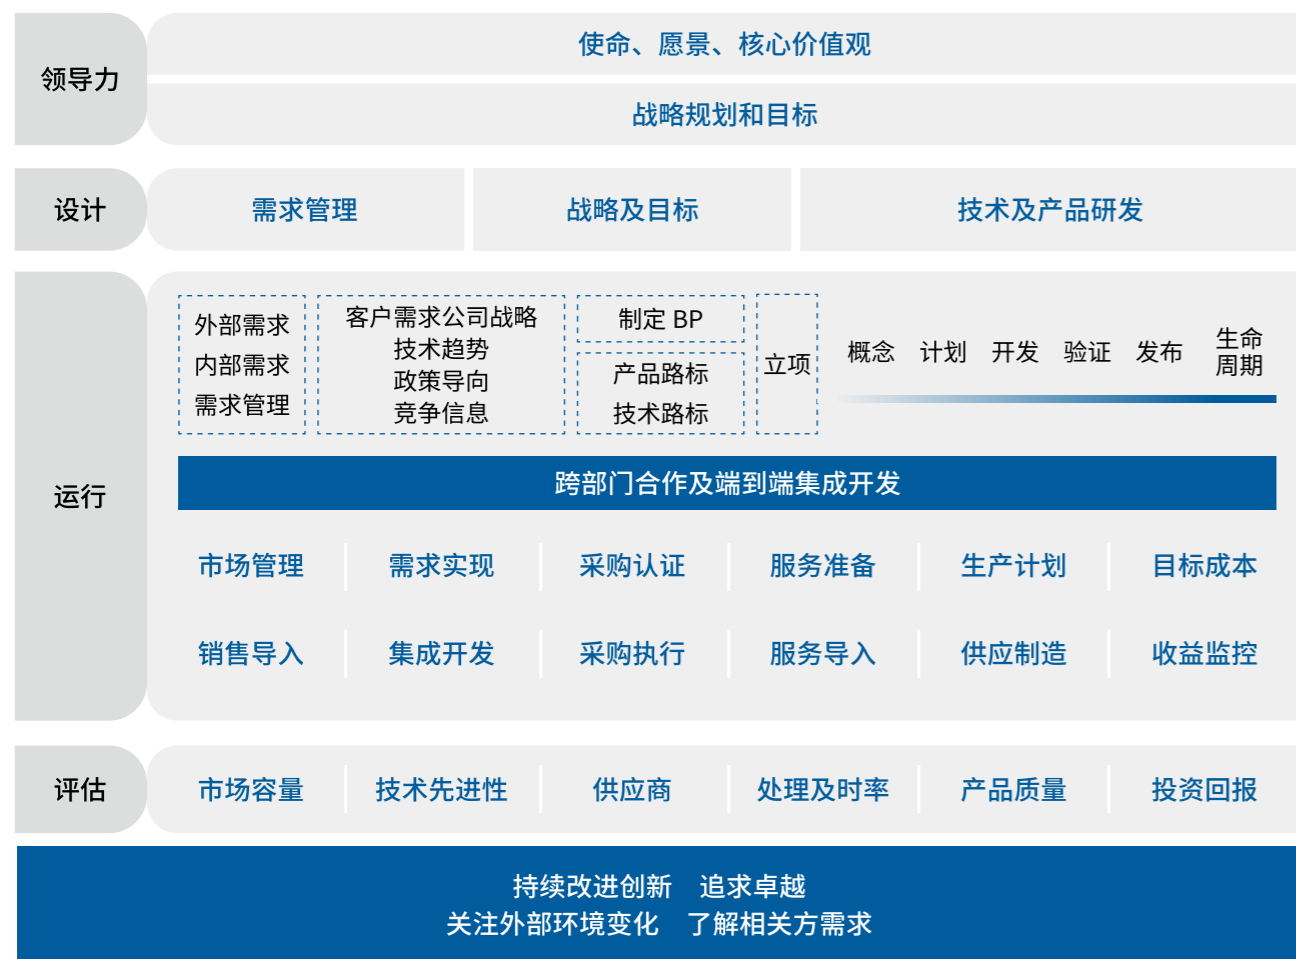 领导力
使命、愿景、核心价值观
战略规划和目标
设计
需求管理
战略及目标
技术及产品研发
运行
外部需求
内部需求
需求管理
客户需求公司战略
技术趋势
政策导向
竞争信息
制定 BP
产品路标
技术路标
立项
概念
计划
开发
验证
发布
生命
周期
跨部门合作及端到端集成开发
市场管理
需求实现
采购认证
服务准备
生产计划
目标成本
销售导入
集成开发
采购执行
服务导入
供应制造
收益监控
评估
市场容量
技术先进性
供应商
处理及时率
产品质量
投资回报
持续改进创新 追求卓越
关注外部环境变化 了解相关方需求